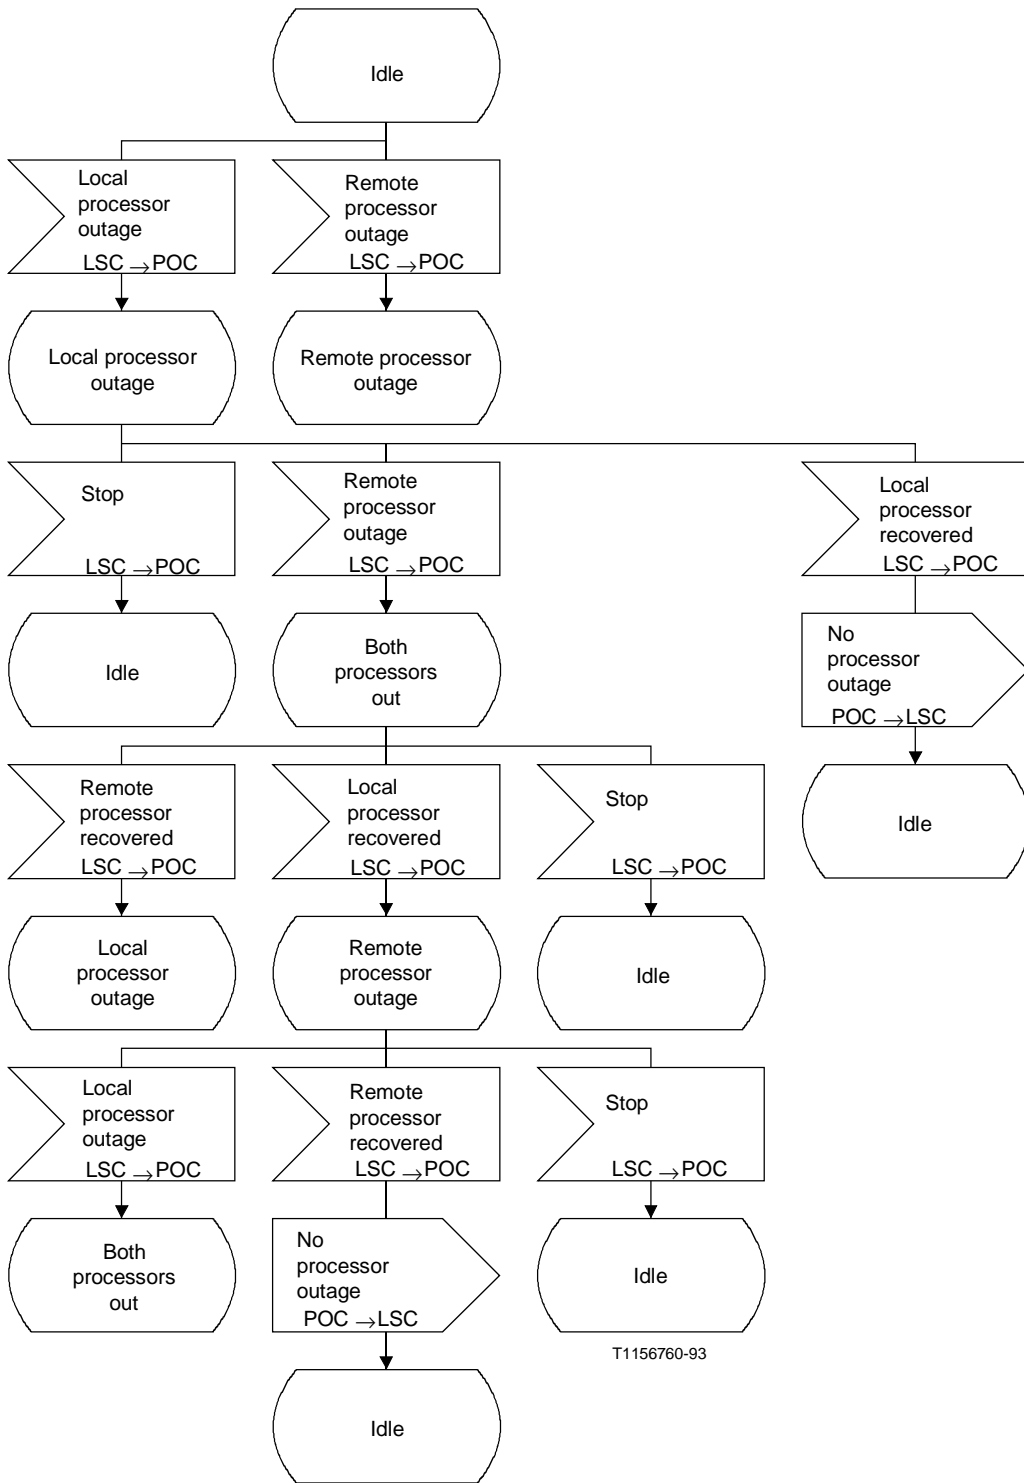 Idle
Local
processor
outage
LSC → POC
Remote
processor
outage
LSC → POC
Local processor
outage
Remote processor
outage
Stop
LSC → POC
Remote
processor
outage
LSC → POC
Local
processor
recovered
LSC → POC
Idle
Both
processors
out
No
processor
outage
POC → LSC
Remote
processor
recovered
LSC → POC
Local
processor
recovered
LSC → POC
Stop
LSC → POC
Idle
Local
processor
outage
Remote
processor
outage
Idle
Local
processor
outage
LSC → POC
Remote
processor
recovered
LSC → POC
Stop
LSC → POC
Both
processors
out
No
processor
outage
POC → LSC
Idle
T1156760-93
Idle